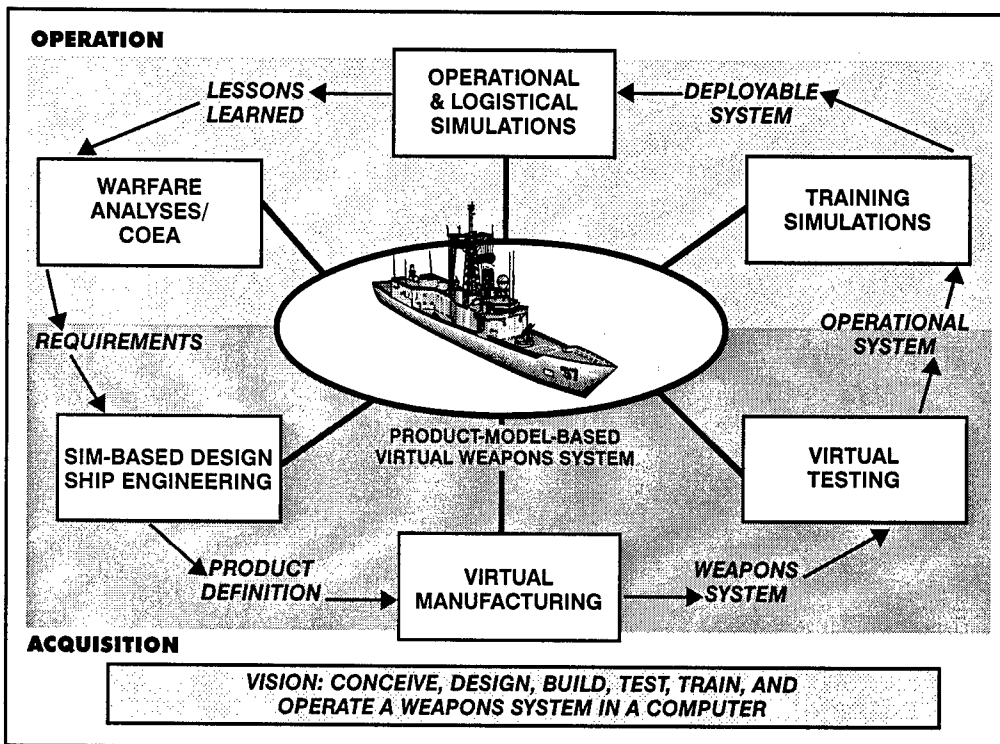 OPERATION
OPERATIONAL
& LOGISTICAL
SIMULATIONS
LESSONS
LEARNED
DEPLOYABLE
SYSTEM
WARFARE
ANALYSES/
COEA
TRAINING
SIMULATIONS
REQUIREMENTS
OPERATIONAL
SYSTEM
SIM-BASED DESIGN
SHIP ENGINEERING
PRODUCT-MODEL-BASED
VIRTUAL WEAPONS SYSTEM
VIRTUAL
TESTING
PRODUCT
DEFINITION
VIRTUAL
MANUFACTURING
WEAPONS
SYSTEM
ACQUISITION
VISION: CONCEIVE, DESIGN, BUILD, TEST, TRAIN, AND
OPERATE A WEAPONS SYSTEM IN A COMPUTER